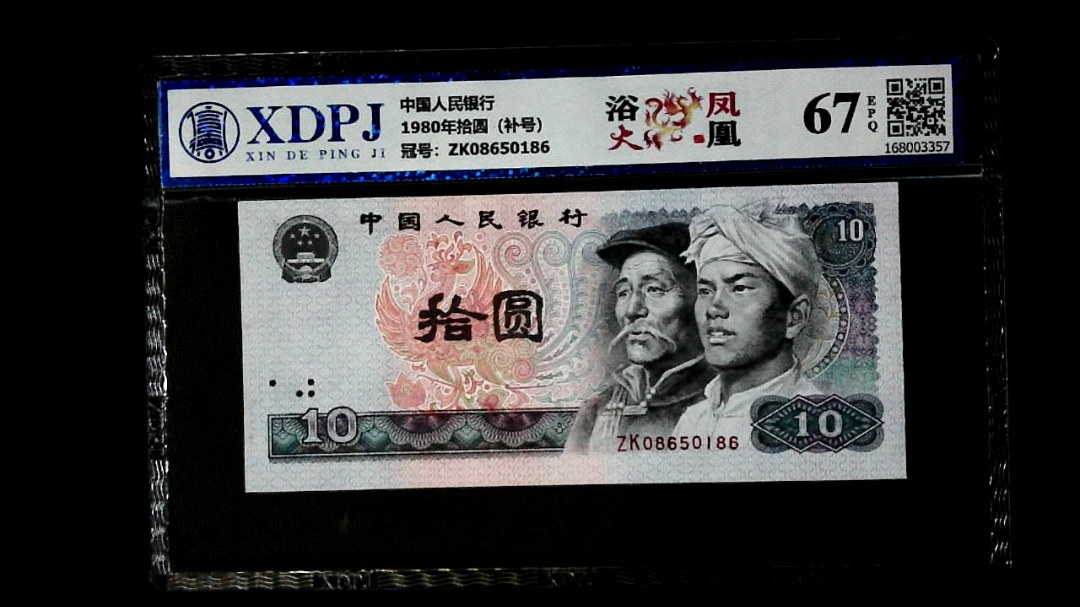 XDPJ
XIN DE PING JI
中国人民银行
1980年拾圆（补号）
冠号：ZK08650186
浴火
凤凰
67
EPQ
168003357
中国人民银行
10
拾圆
10
ZK08650186
10
XDPJ